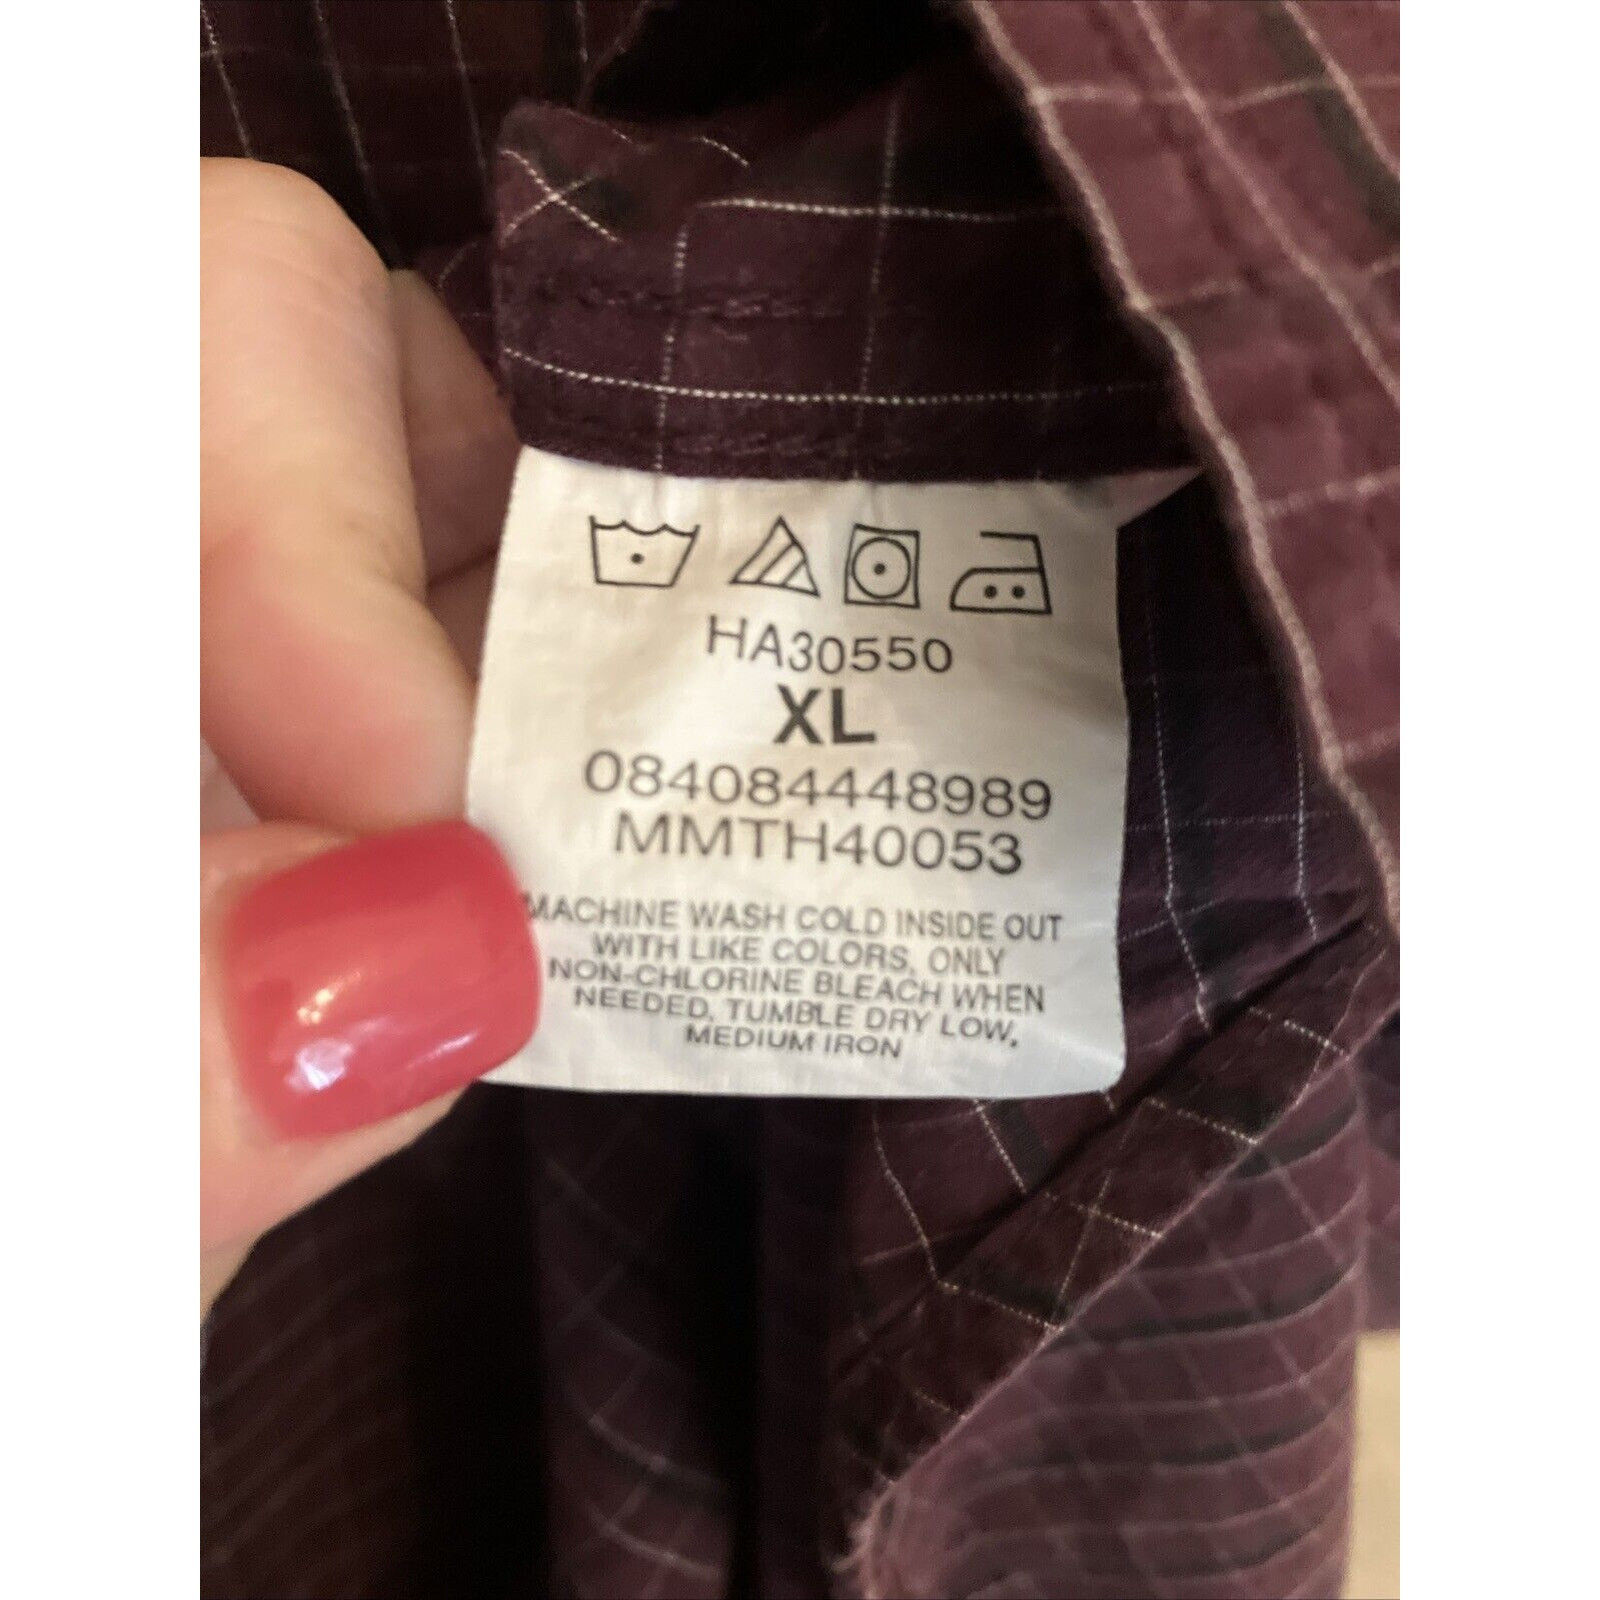 HA30550
XL
084084448989
MMTH40053
MACHINE WASH COLD INSIDE OUT
WITH LIKE COLORS, ONLY
NON-CHLORINE BLEACH WHEN
NEEDED, TUMBLE DRY LOW,
MEDIUM IRON